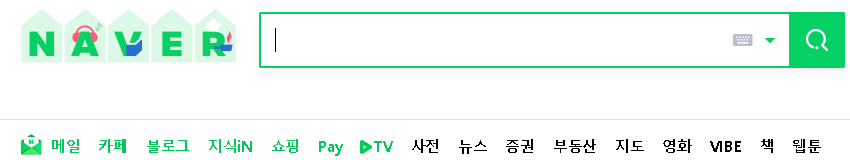 NAVER
메일 카페 블로그 지식iN 쇼핑 Pay TV 사전 뉴스 증권 부동산 지도 영화 VIBE 책 웹툰